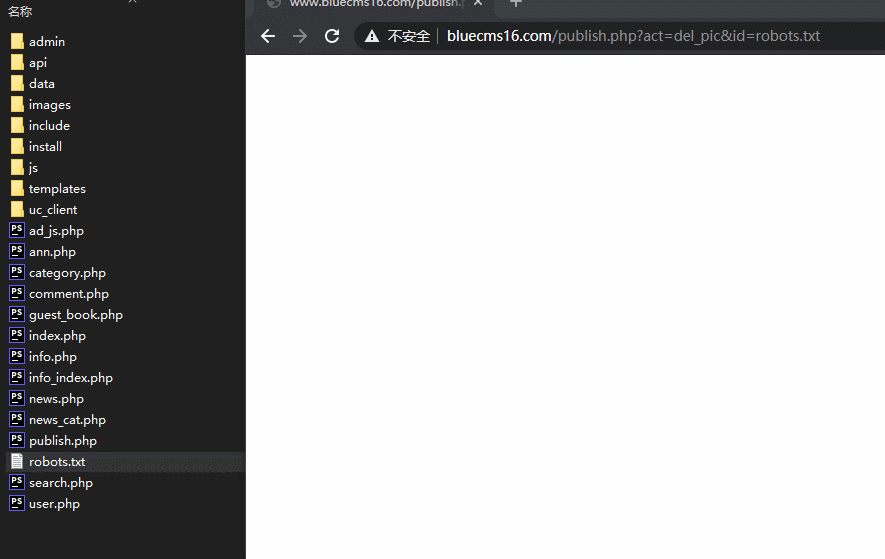 名称
admin
api
data
images
include
install
js
templates
uc_client
ad_js.php
ann.php
category.php
comment.php
guest_book.php
index.php
info.php
info_index.php
news.php
news_cat.php
publish.php
robots.txt
search.php
user.php
www.bluecms16.com/publish.p
不安全 bluecms16.com/publish.php?act=del_pic&id=robots.txt